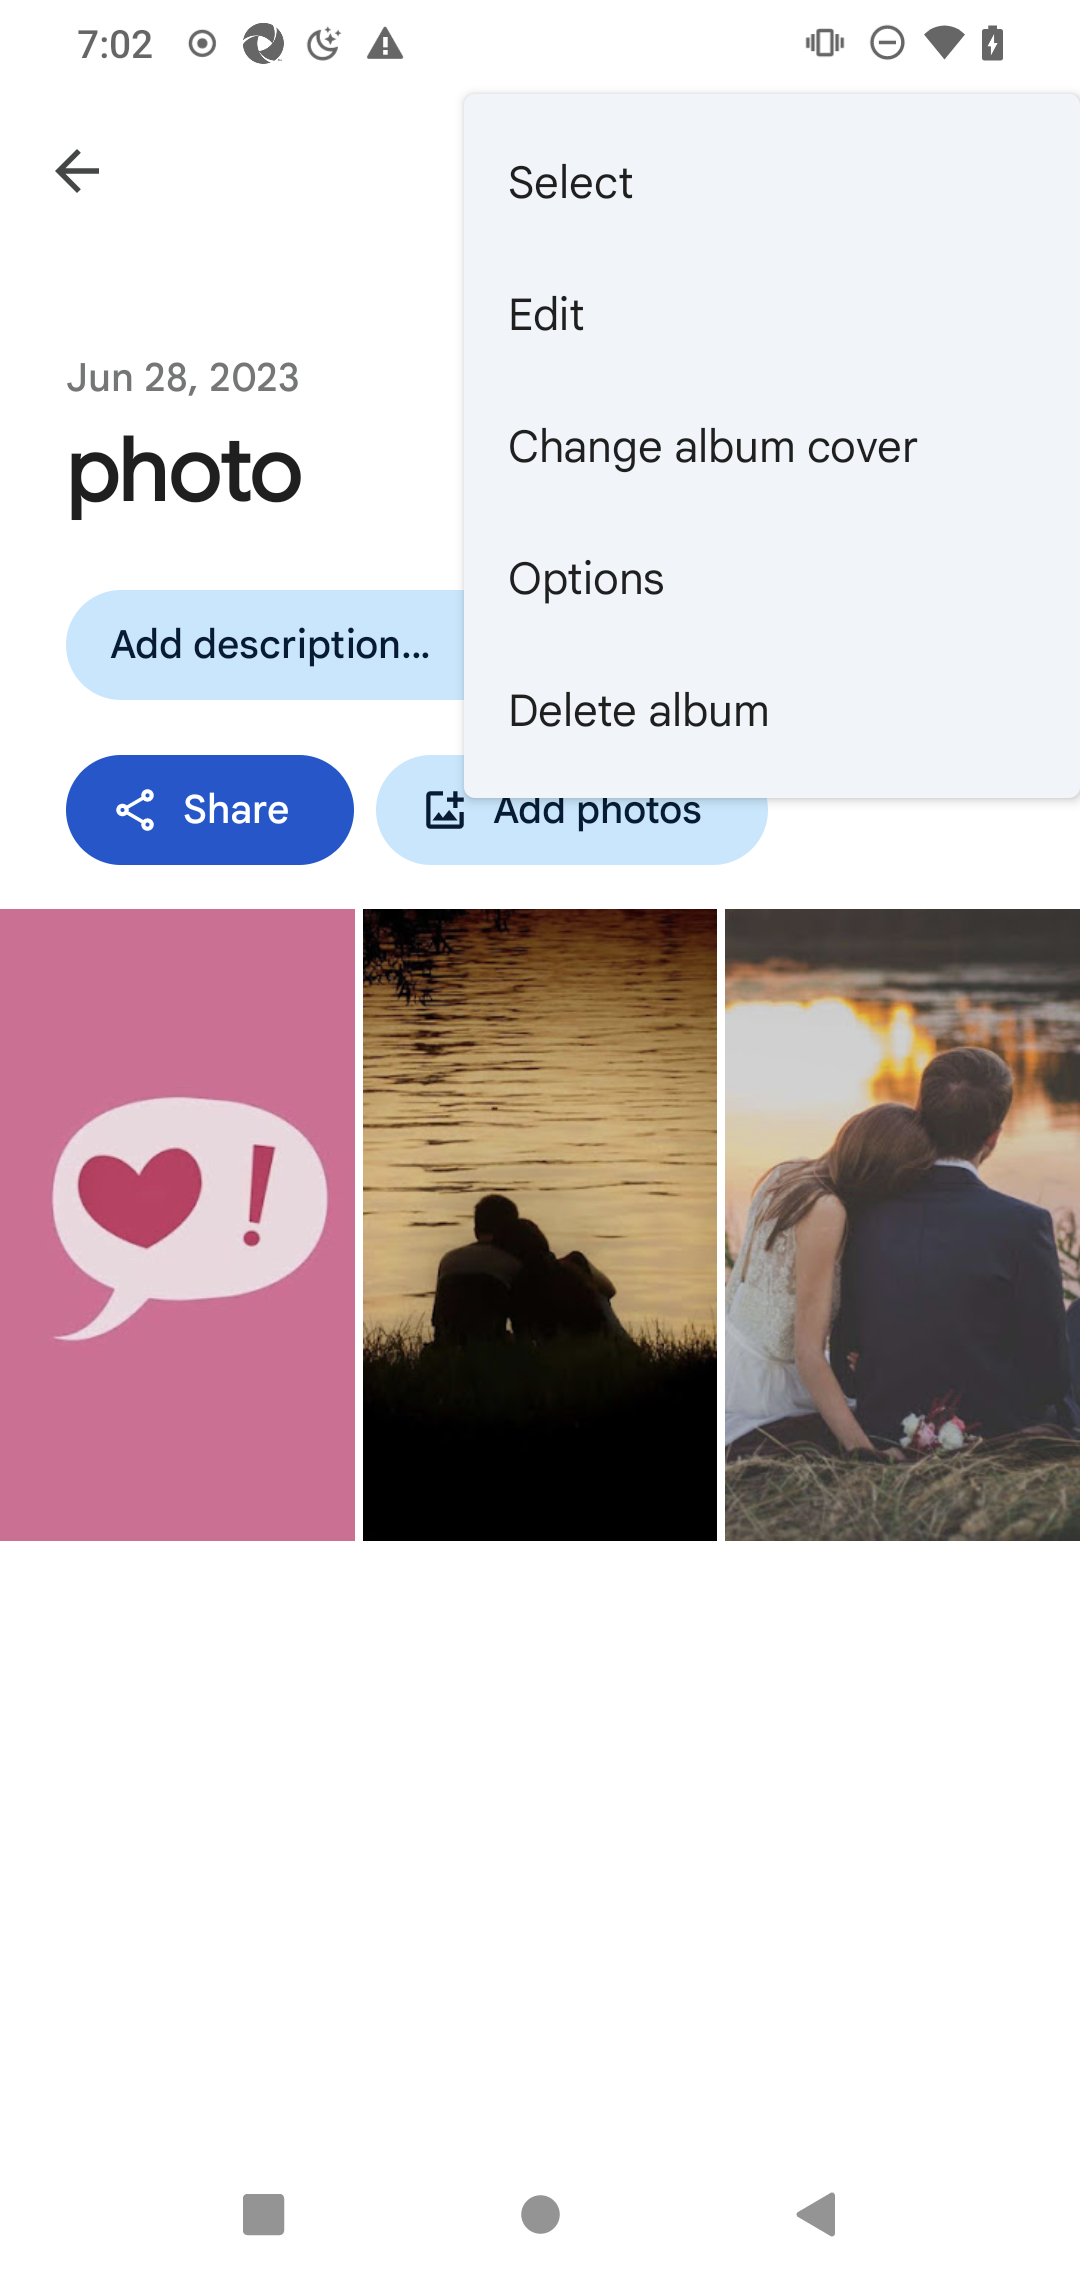 7:02
Select
Edit
Jun 28, 2023
Change album cover
photo
Options
Add description...
Delete album
Share
Add photos
!